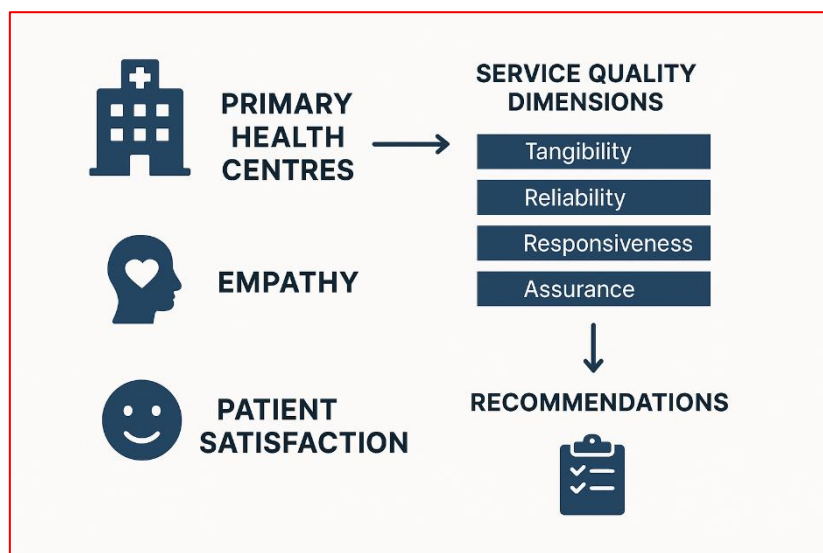 PRIMARY
HEALTH
CENTRES
EMPATHY
PATIENT
SATISFACTION
SERVICE QUALITY
DIMENSIONS
Tangibility
Reliability
Responsiveness
Assurance
RECOMMENDATIONS